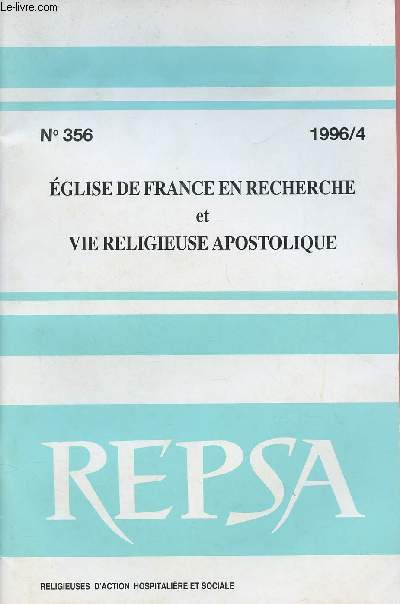 Le-livre.com
N° 356 1996/4
ÉGLISE DE FRANCE EN RECHERCHE
et
VIE RELIGIEUSE APOSTOLIQUE
REPSA
RELIGIEUSES D'ACTION HOSPITALIÈRE ET SOCIALE